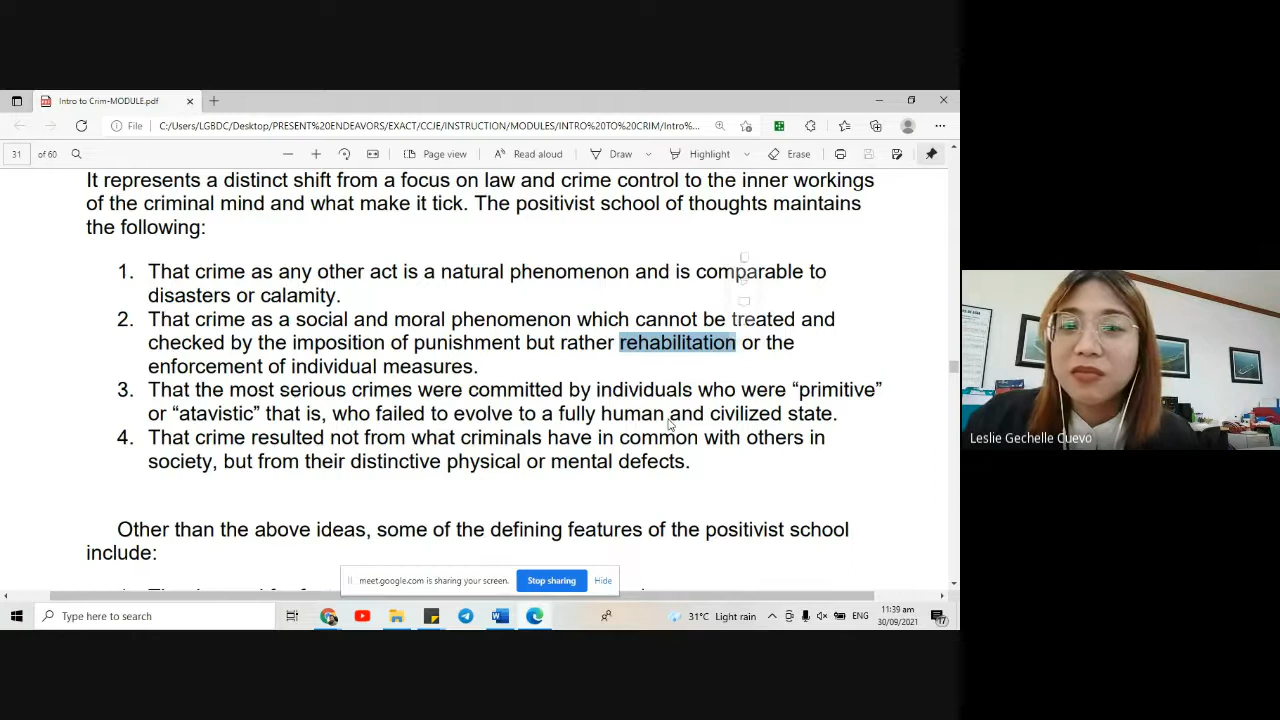 Intro to Crim-MODULE.pdf
File
C:/Users/LGBDC/Desktop/PRESENT%20ENDEAVORS/EXACT/CCJE/INSTRUCTION/MODULES/INTRO%20TO%20CRIM/Intro%...
31 of 60
Page view
Read aloud
Draw
Highlight
Erase
It represents a distinct shift from a focus on law and crime control to the inner workings
of the criminal mind and what make it tick. The positivist school of thoughts maintains
the following:
1. That crime as any other act is a natural phenomenon and is comparable to
disasters or calamity.
2. That crime as a social and moral phenomenon which cannot be treated and
checked by the imposition of punishment but rather rehabilitation or the
enforcement of individual measures.
3. That the most serious crimes were committed by individuals who were “primitive”
or “atavistic” that is, who failed to evolve to a fully human and civilized state.
4. That crime resulted not from what criminals have in common with others in
society, but from their distinctive physical or mental defects.
Other than the above ideas, some of the defining features of the positivist school
include:
meet.google.com is sharing your screen.
Stop sharing
Hide
Type here to search
31°C Light rain
ENG
11:39 am
30/09/2021
17
Leslie Gechelle Cuevo